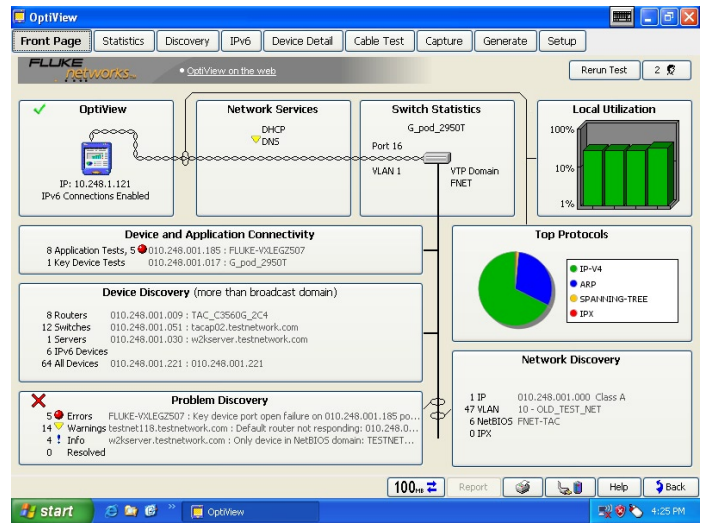 OptiView
Front Page Statistics Discovery IPv6 Device Detail Cable Test Capture Generate Setup
FLUKE networks
• OptiView on the web
Rerun Test 2
OptiView
IP: 10.248.1.121
IPv6 Connections Enabled
Network Services
DHCP
DNS
Switch Statistics
G_pod_2950T
Port 16
VLAN 1
VTP Domain
FNET
Local Utilization
100%
10%
1%
Device and Application Connectivity
8 Application Tests, 5 010.248.001.185 : FLUKE-VXLEGZ507
1 Key Device Tests 010.248.001.017 : G_pod_2950T
Top Protocols
IP-V4
ARP
SPANNING-TREE
IPX
Device Discovery (more than broadcast domain)
8 Routers 010.248.001.009 : TAC_C3560G_2C4
12 Switches 010.248.001.051 : tacap02.testnetwork.com
1 Servers 010.248.001.030 : w2kserver.testnetwork.com
6 IPv6 Devices
64 All Devices 010.248.001.221 : 010.248.001.221
Network Discovery
1 IP 010.248.001.000 Class A
47 VLAN 10 - OLD_TEST_NET
6 NetBIOS FNET-TAC
0 IPX
Problem Discovery
5 Errors FLUKE-VXLEGZ507 : Key device port open failure on 010.248.001.185 po...
14 Warnings testnet118.testnetwork.com : Default router not responding: 010.248.0...
4 ! Info w2kserver.testnetwork.com : Only device in NetBIOS domain: TESTNET...
0 Resolved
100MB Report Help Back
start OptiView 4:25 PM